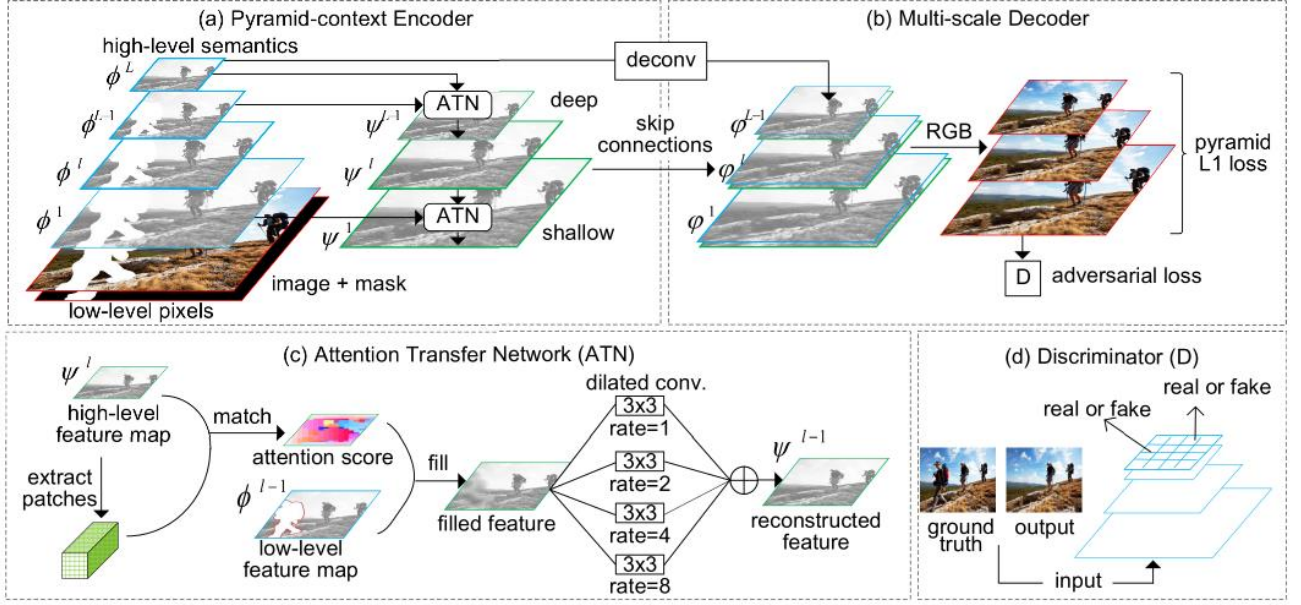 (a) Pyramid-context Encoder
high-level semantics
ϕ^L
ϕ^{L-1}
ϕ^l
ϕ^1
ATN
deep
ψ^{L-1}
ψ^l
ATN
ψ^1
shallow
image + mask
low-level pixels
(b) Multi-scale Decoder
deconv
skip
connections
φ^{L-1}
φ^l
φ^1
RGB
pyramid
L1 loss
D
adversarial loss
(c) Attention Transfer Network (ATN)
ψ^l
high-level
feature map
extract
patches
match
attention score
ϕ^{l-1}
low-level
feature map
fill
filled feature
dilated conv.
3x3
rate=1
3x3
rate=2
3x3
rate=4
3x3
rate=8
ψ^{l-1}
reconstructed
feature
(d) Discriminator (D)
real or fake
real or fake
ground
truth
output
input